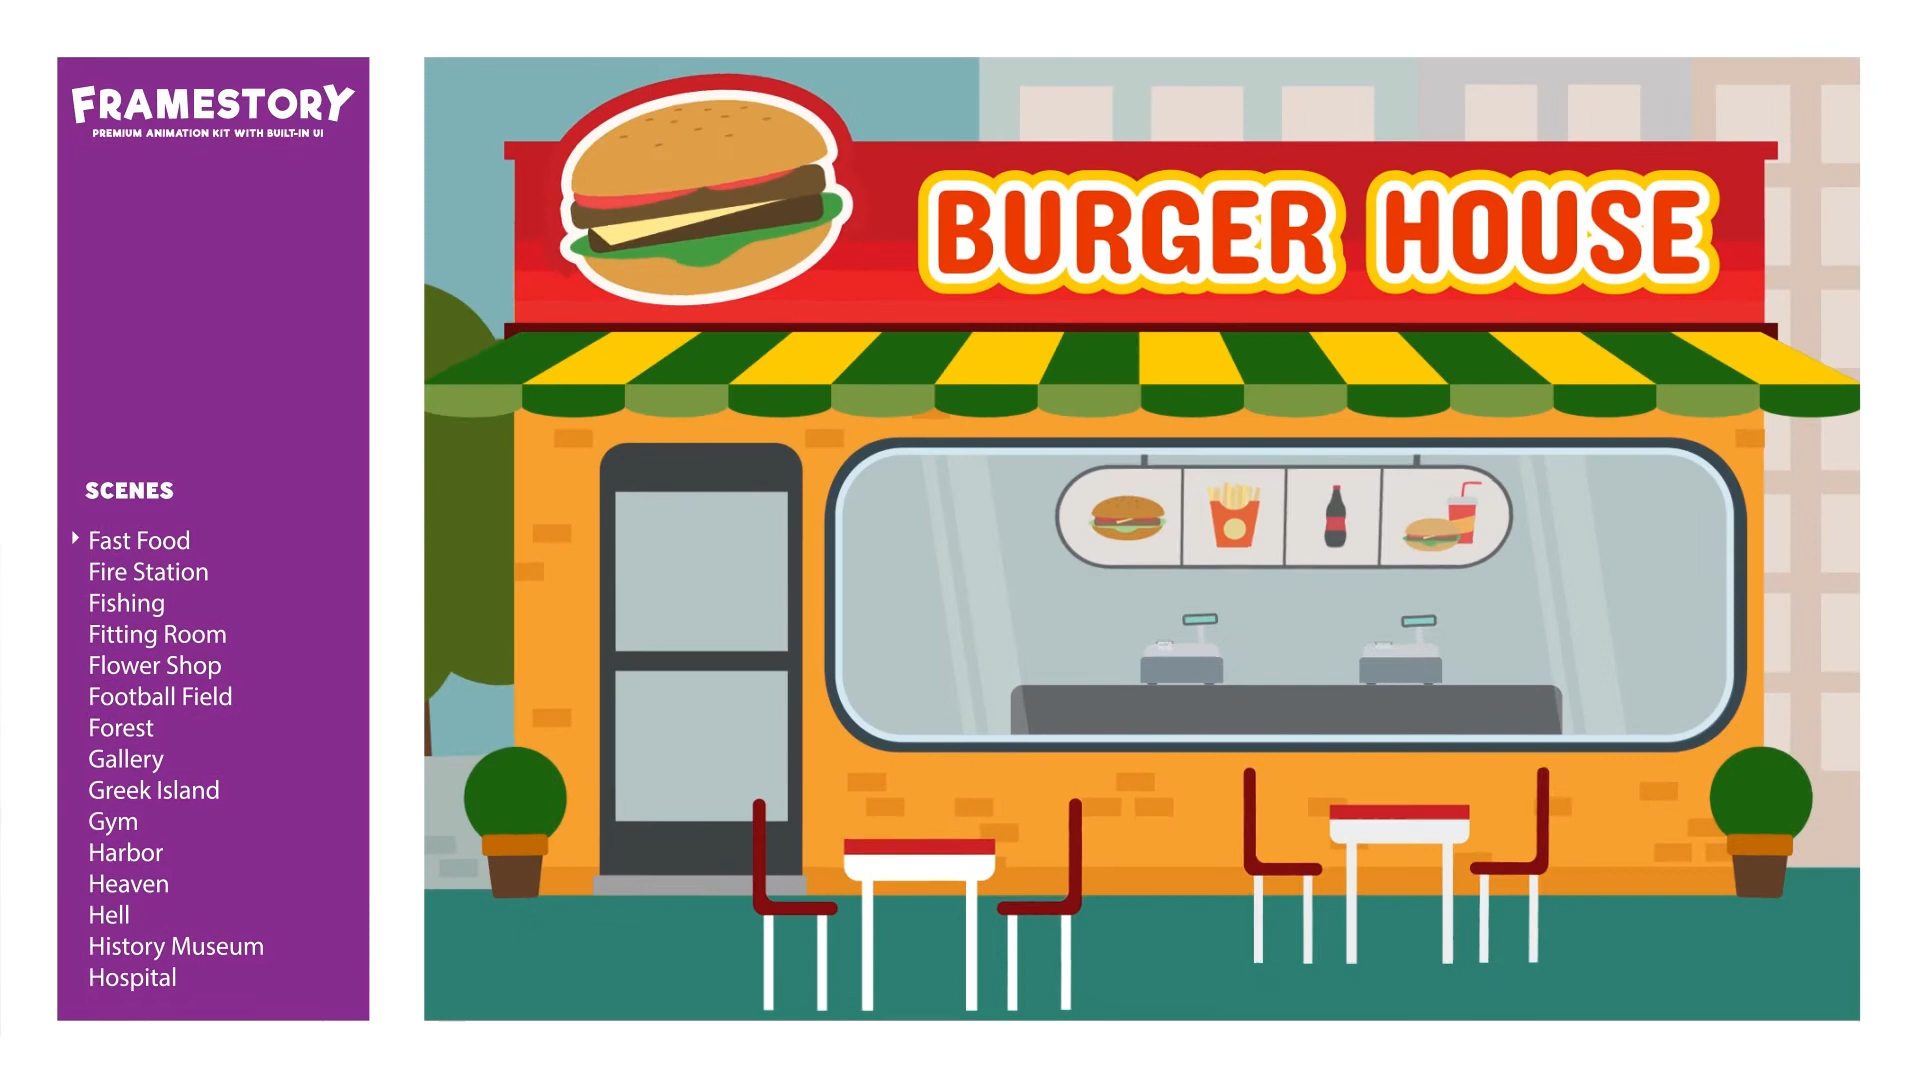 FRAMESTORY
PREMIUM ANIMATION KIT WITH BUILT-IN UI
SCENES
Fast Food
Fire Station
Fishing
Fitting Room
Flower Shop
Football Field
Forest
Gallery
Greek Island
Gym
Harbor
Heaven
Hell
History Museum
Hospital
BURGER HOUSE